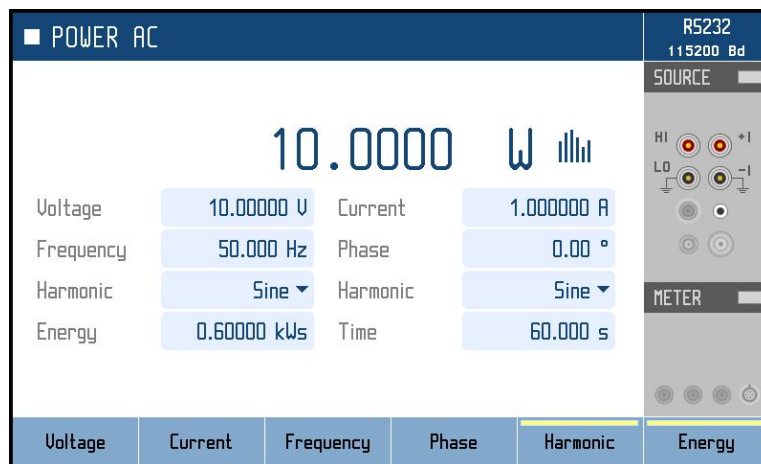 POWER AC
RS232
115200 Bd
SOURCE
10.0000 W
HI +I
LO -I
Voltage 10.00000 V Current 1.000000 A
Frequency 50.000 Hz Phase 0.00 °
Harmonic Sine Harmonic Sine
Energy 0.60000 kWs Time 60.000 s
METER
Voltage Current Frequency Phase Harmonic Energy